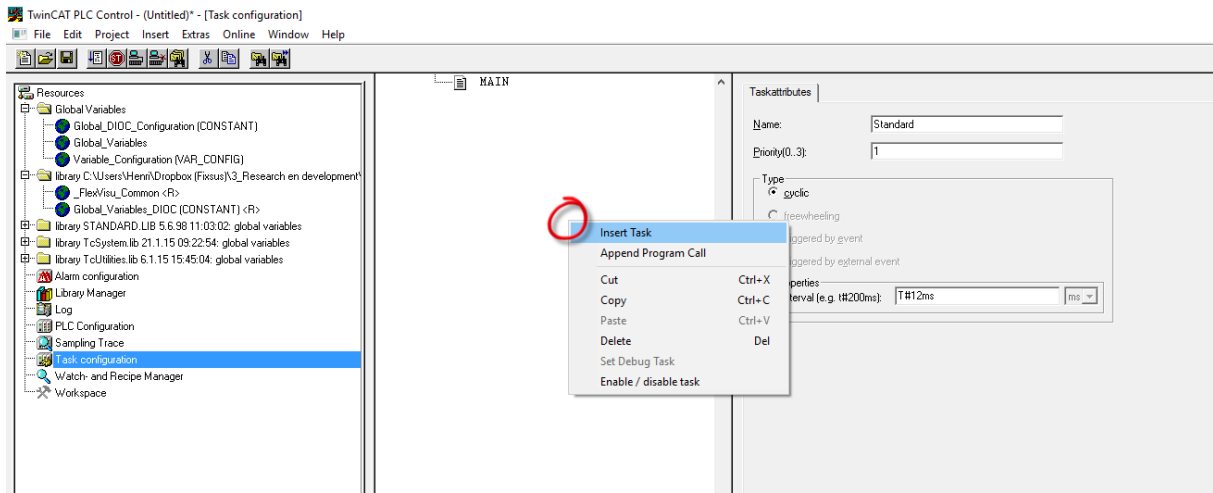 TwinCAT PLC Control - (Untitled)* - [Task configuration]
File Edit Project Insert Extras Online Window Help
Resources
Global Variables
Global_DIOC_Configuration (CONSTANT)
Global_Variables
Variable_Configuration (VAR_CONFIG)
library C:\Users\Henri\Dropbox (Fixsus)\3_Research en development\
_FlexVisu_Common <R>
Global_Variables_DIOC (CONSTANT) <R>
library STANDARD.LIB 5.6.98 11:03:02: global variables
library TcSystem.lib 21.1.15 09:22:54: global variables
library TcUtilities.lib 6.1.15 15:45:04: global variables
Alarm configuration
Library Manager
Log
PLC Configuration
Sampling Trace
Task configuration
Watch- and Recipe Manager
Workspace
MAIN
Insert Task
Append Program Call
Cut Ctrl+X
Copy Ctrl+C
Paste Ctrl+V
Delete Del
Set Debug Task
Enable / disable task
Taskattributes
Name: Standard
Priority(0..3): 1
Type
cyclic
freewheeling
ggered by event
ggered by external event
operties
terval (e.g. t#200ms): T#12ms ms